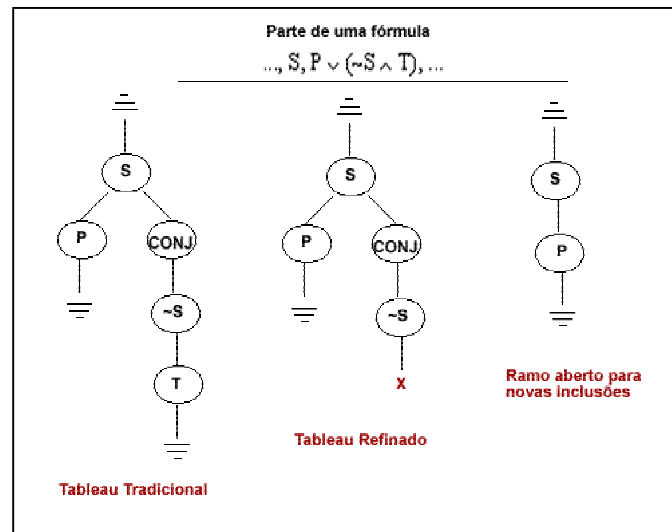 Parte de uma fórmula
..., S, P ∨ (~S ∧ T), ...
S
P
CONJ
~S
T
Tableau Tradicional
S
P
CONJ
~S
X
Tableau Refinado
S
P
Ramo aberto para
novas inclusões